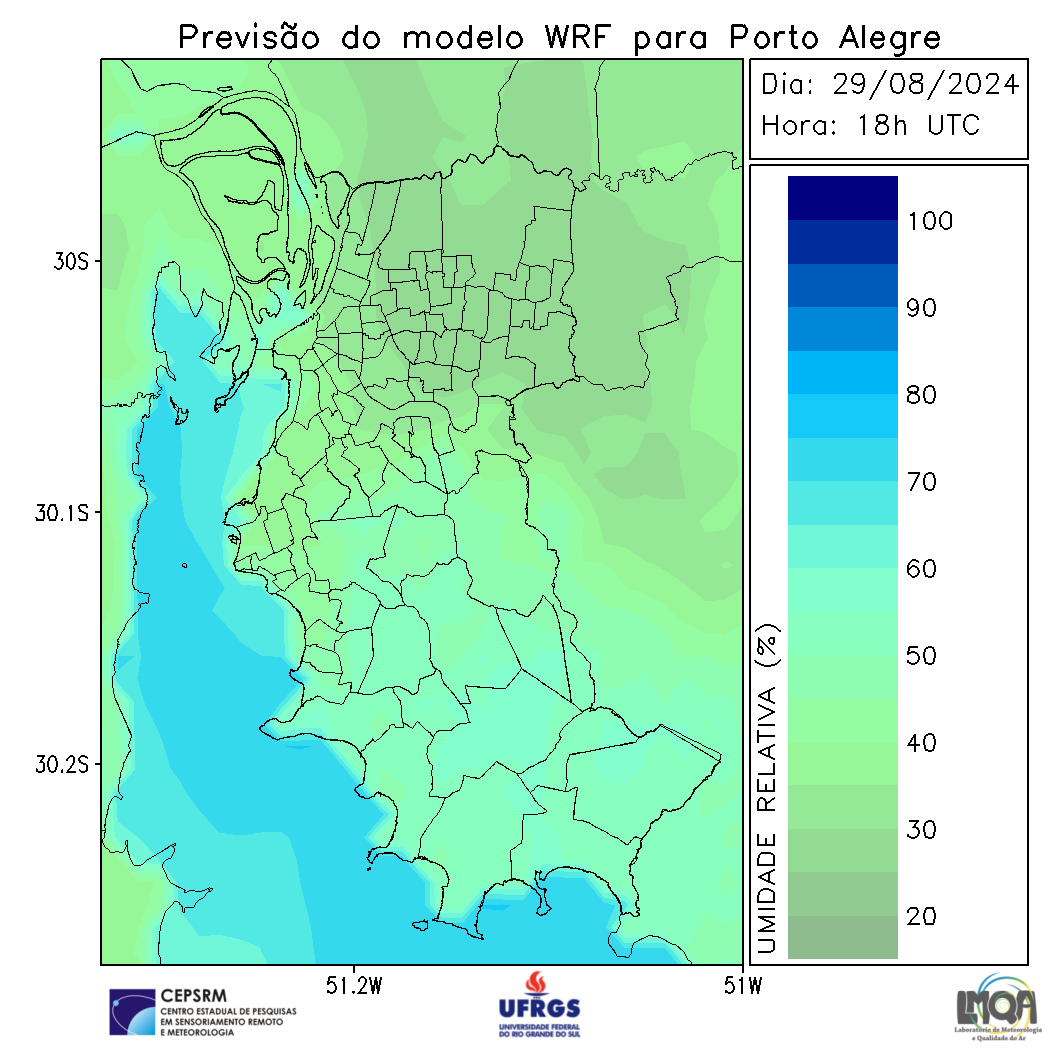 Previsão do modelo WRF para Porto Alegre
Dia: 29/08/2024
Hora: 18h UTC
30S
30.1S
30.2S
51.2W
51W
UMIDADE RELATIVA (%)
100
90
80
70
60
50
40
30
20
CEPSRM
CENTRO ESTADUAL DE PESQUISAS
EM SENSORIAMENTO REMOTO
E METEOROLOGIA
UFRGS
UNIVERSIDADE FEDERAL
DO RIO GRANDE DO SUL
LMQA
Laboratório de Meteorologia
e Qualidade do Ar